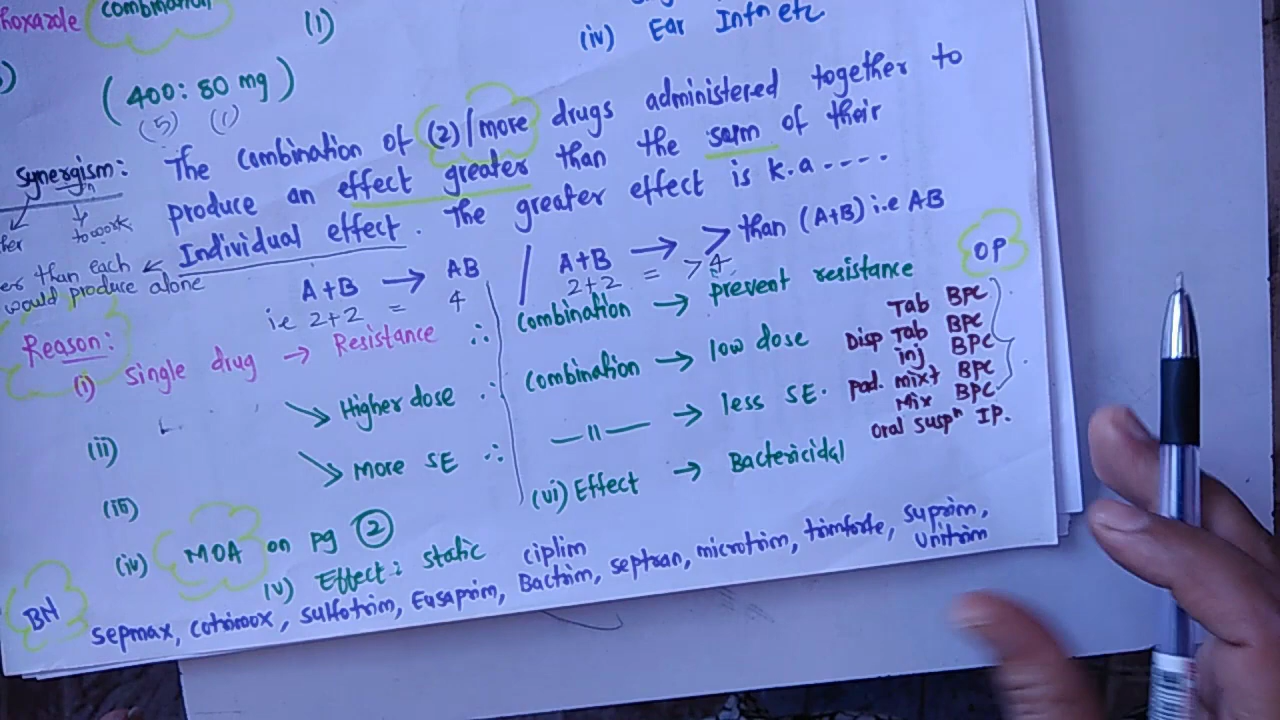 hoxazole combination (i)
(iv) Ear Infn etc
(400: 80 mg)
(5) (1)
Synergism: The combination of (2)/more drugs administered together to
produce an effect greater than the sum of their
Individual effect. The greater effect is k.a ----.
to work
er than each
would produce alone
A+B → AB / A+B → > than (A+B) i.e AB
ie 2+2 = 4 2+2 = >4
Reason:
(i) single drug → Resistance ∴ combination → prevent resistance
(ii) ↘ Higher dose ∴ combination → low dose
(iii) ↘ more SE ∴ —〃— → less SE.
(iv) MOA on pg (2) (vi) Effect → Bactericidal
(v) Effect: static
OP
Tab BPC
Disp Tab BPC
inj BPC
Pad. mixt BPC
Mix BPC
Oral Suspn IP.
BN ciplim
sepmax, cotrimox, sulfotrim, Eusaprim, Bactrim, septran, microtrim, trimforte, suprim,
unitrim